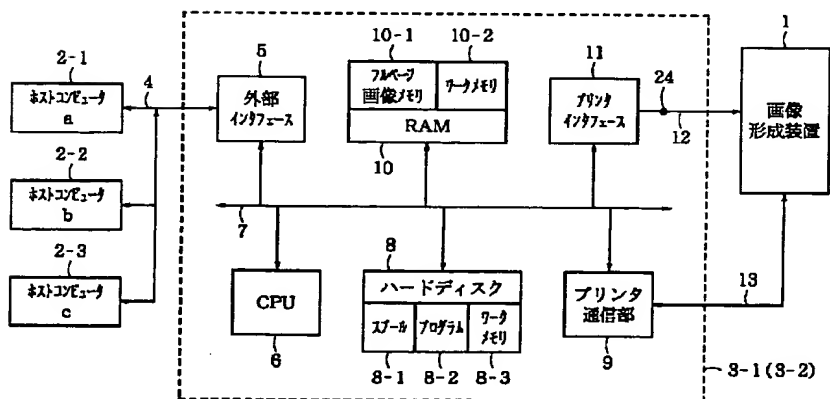 2-1
ホストコンピュータ
a
2-2
ホストコンピュータ
b
2-3
ホストコンピュータ
c
4
5
外部
インタフェース
10-1
10-2
フルページ
画像メモリ
ワークメモリ
RAM
10
11
プリンタ
インタフェース
24
12
1
画像
形成装置
7
CPU
6
8
ハードディスク
スプール
プログラム
ワーク
メモリ
8-1
8-2
8-3
プリンタ
通信部
9
13
3-1(3-2)